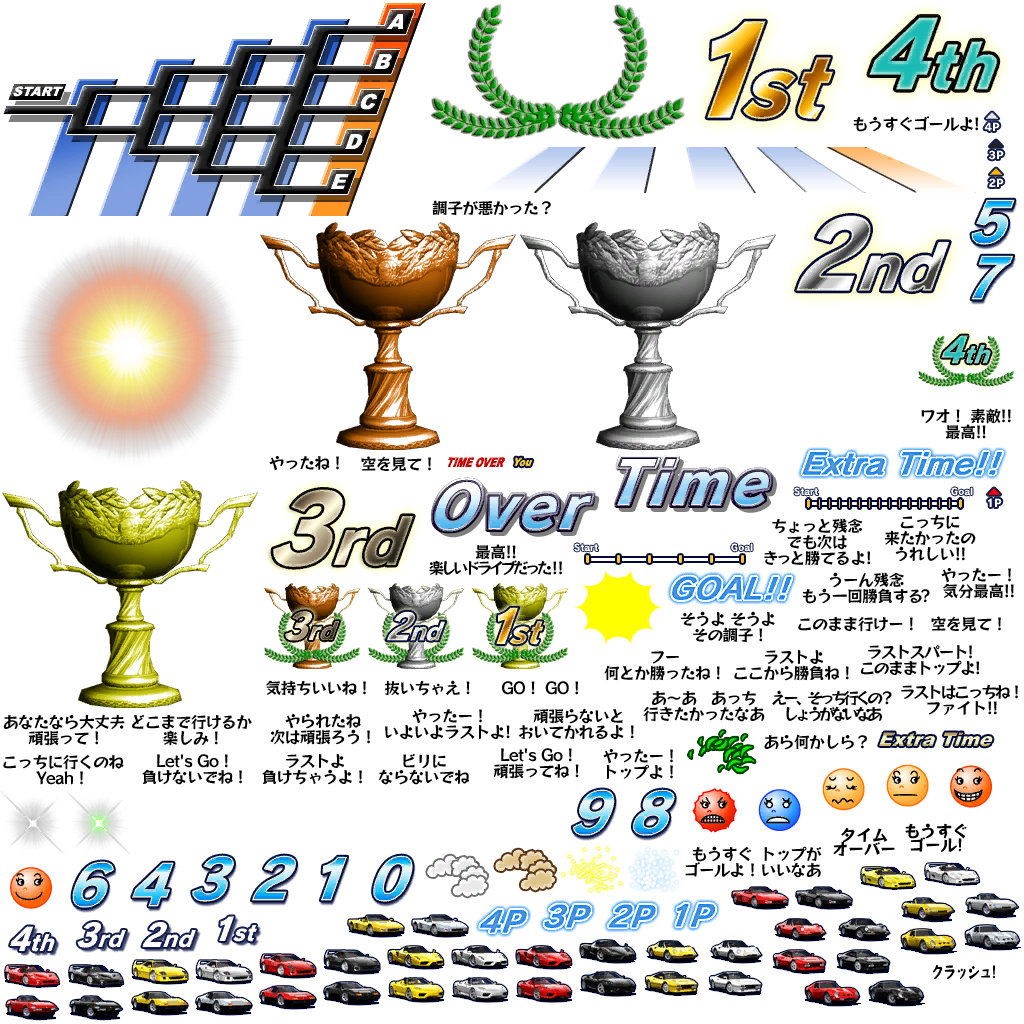 A
B
C
D
E
START
1st
4th
もうすぐゴールよ!
4P
3P
2P
調子が悪かった？
2nd
5
7
4th
ワオ！ 素敵!!
最高!!
やったね！
空を見て！
TIME OVER
You
Over Time
Extra Time!!
Start
Goal
1P
3rd
最高!!
楽しいドライブだった!!
Start
Goal
ちょっと残念
でも次は
きっと勝てるよ!
こっちに
来たかったの
うれしい!!
GOAL!!
うーん残念
もう一回勝負する?
やったー！
気分最高!!
3rd
2nd
1st
そうよ そうよ
その調子！
このまま行けー！
空を見て！
フー
何とか勝ったね！
ラストよ
ここから勝負ね！
ラストスパート!
このままトップよ!
気持ちいいね！
抜いちゃえ！
GO！ GO！
あ～あ あっち
行きたかったなあ
えー、そっち行くの?
しょうがないなあ
ラストはこっちね!
ファイト!!
あなたなら大丈夫
頑張って！
どこまで行けるか
楽しみ！
やられたね
次は頑張ろう！
やったー！
いよいよラストよ!
頑張らないと
おいてかれるよ!
あら何かしら？
Extra Time
こっちに行くのね
Yeah！
Let's Go！
負けないでね！
ラストよ
負けちゃうよ！
ビリに
ならないでね
Let's Go！
頑張ってね！
やったー！
トップよ！
9
8
タイム
オーバー
もうすぐ
ゴール!
もうすぐ
ゴールよ！
トップが
いいなあ
6
4
3
2
1
0
4P
3P
2P
1P
4th
3rd
2nd
1st
クラッシュ!